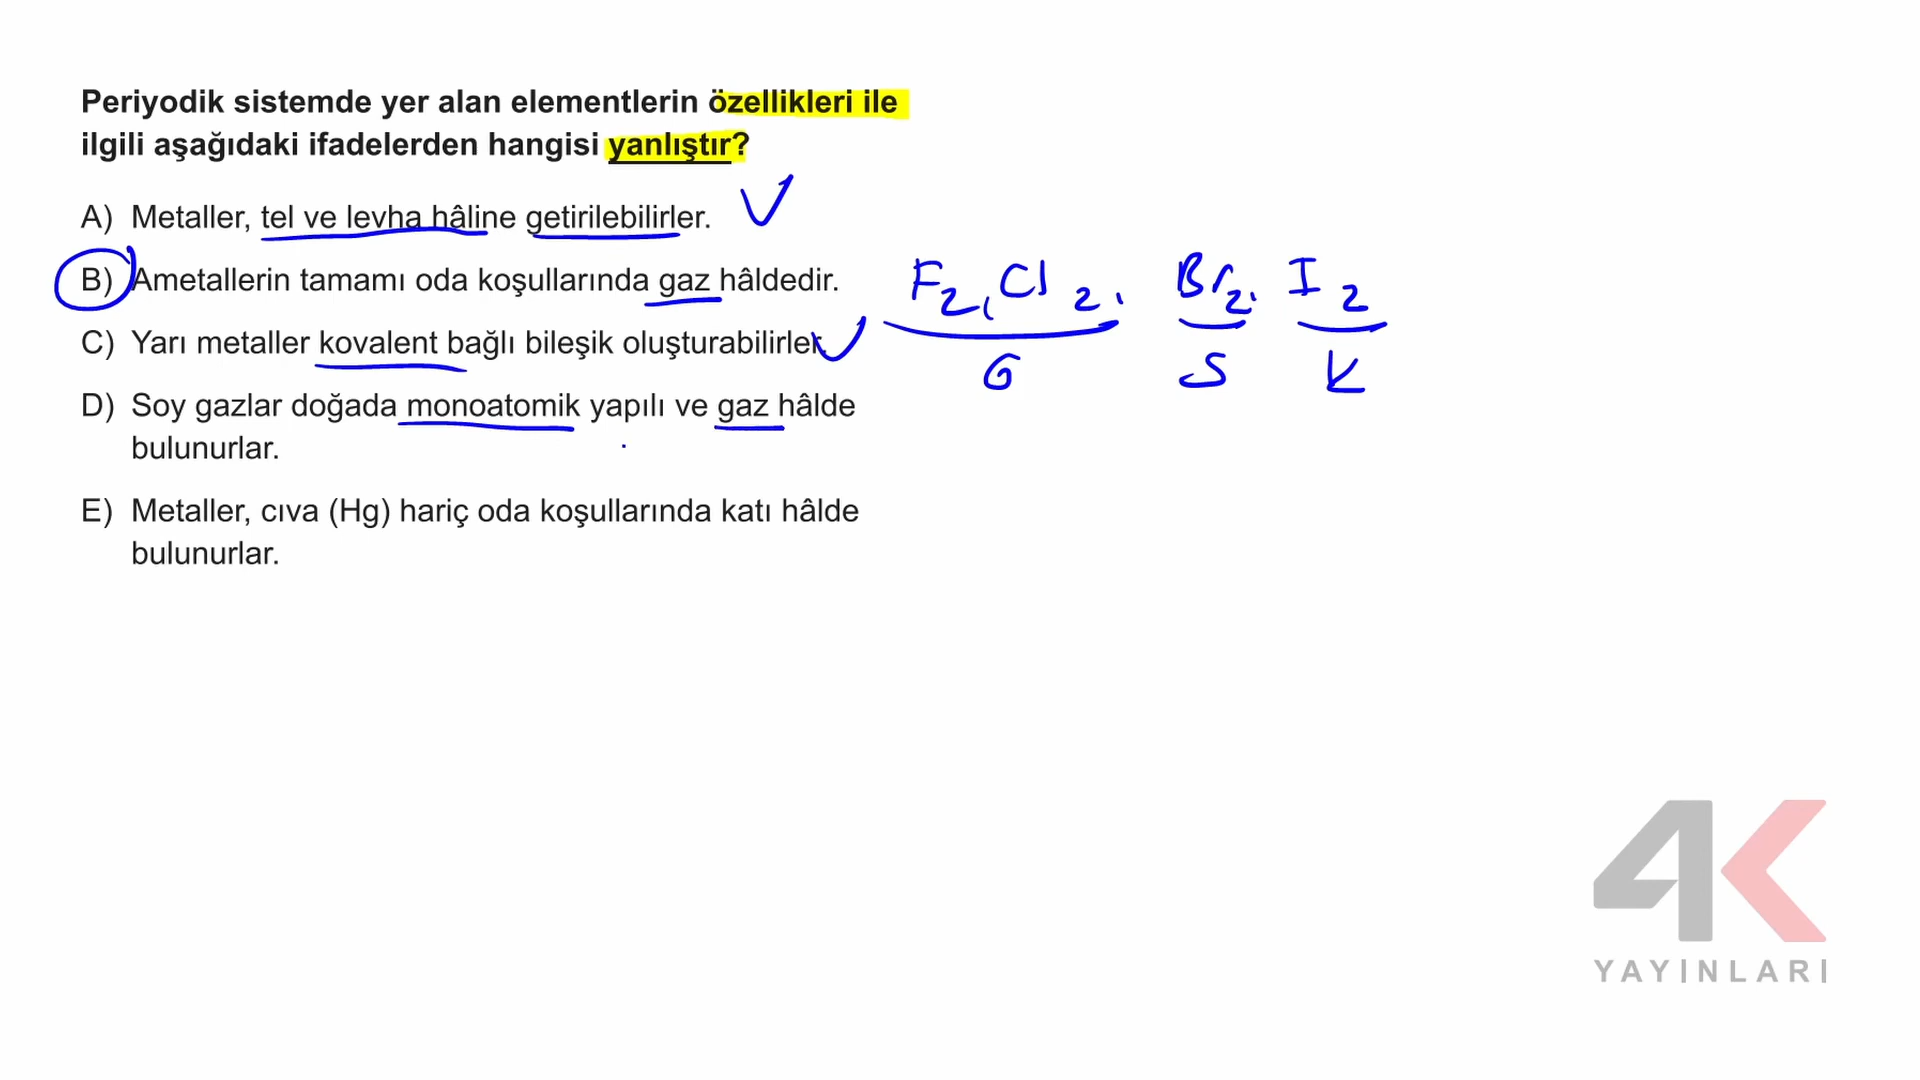 Periyodik sistemde yer alan elementlerin özellikleri ile
ilgili aşağıdaki ifadelerden hangisi yanlıştır?
A) Metaller, tel ve levha hâline getirilebilirler.
B) Ametallerin tamamı oda koşullarında gaz hâldedir.
F₂, Cl₂, Br₂, I₂
G S K
C) Yarı metaller kovalent bağlı bileşik oluşturabilirler.
D) Soy gazlar doğada monoatomik yapılı ve gaz hâlde
bulunurlar.
E) Metaller, cıva (Hg) hariç oda koşullarında katı hâlde
bulunurlar.
4K
YAYINLARI